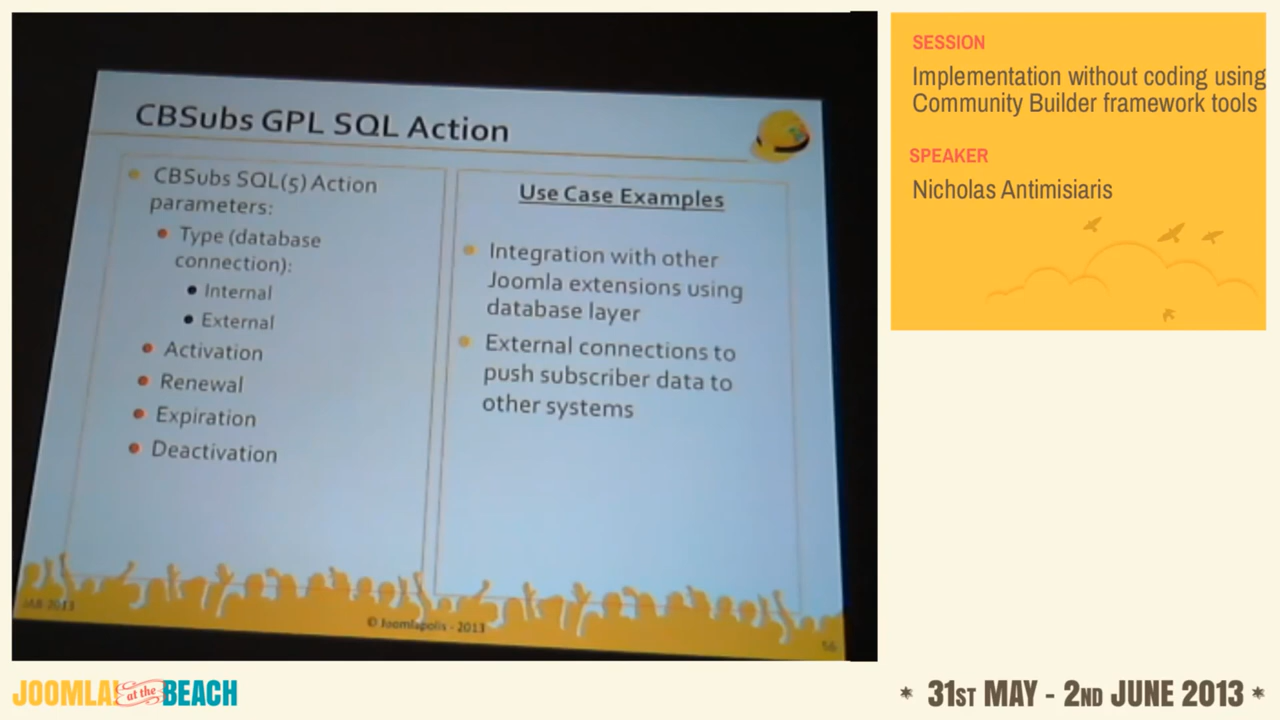 CBSubs GPL SQL Action
CBSubs SQL(5) Action
parameters:
Type (database
connection):
Internal
External
Activation
Renewal
Expiration
Deactivation
Use Case Examples
Integration with other
Joomla extensions using
database layer
External connections to
push subscriber data to
other systems
JAB 2013
© Joomlapolis - 2013
56
SESSION
Implementation without coding using
Community Builder framework tools
SPEAKER
Nicholas Antimisiaris
JOOMLA! at the BEACH
* 31ST MAY - 2ND JUNE 2013 *